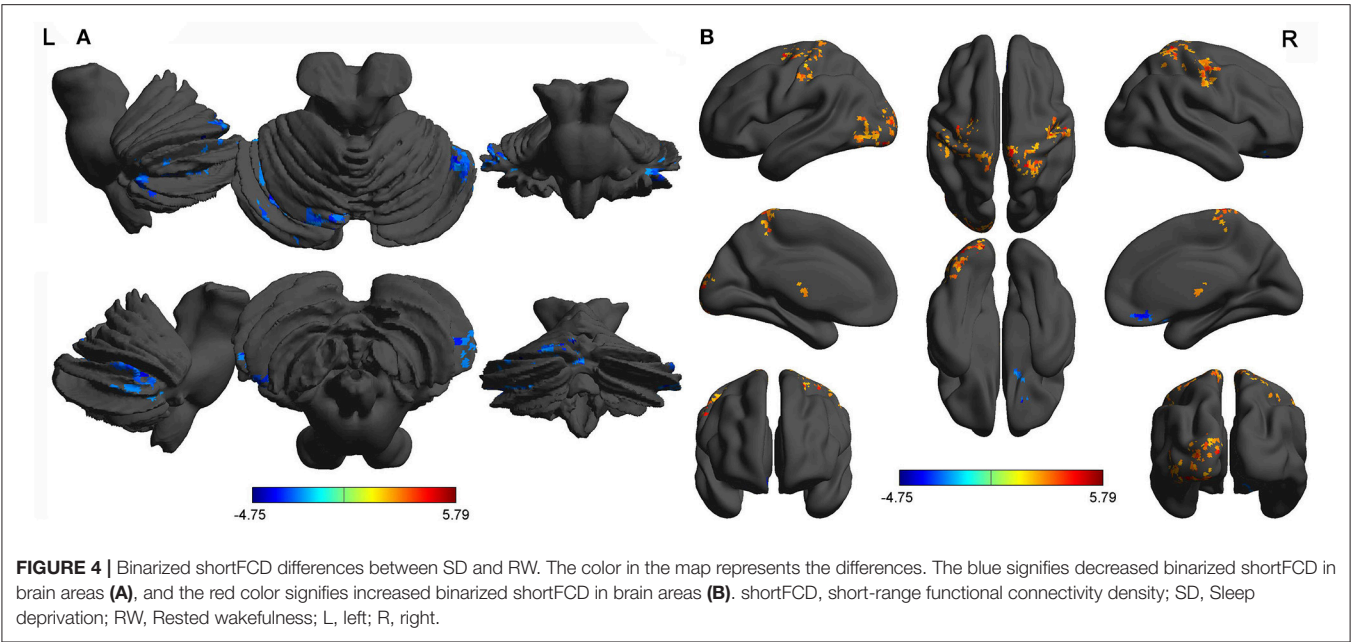 L A B R
-4.75 5.79
-4.75 5.79
FIGURE 4 | Binarized shortFCD differences between SD and RW. The color in the map represents the differences. The blue signifies decreased binarized shortFCD in
brain areas (A), and the red color signifies increased binarized shortFCD in brain areas (B). shortFCD, short-range functional connectivity density; SD, Sleep
deprivation; RW, Rested wakefulness; L, left; R, right.